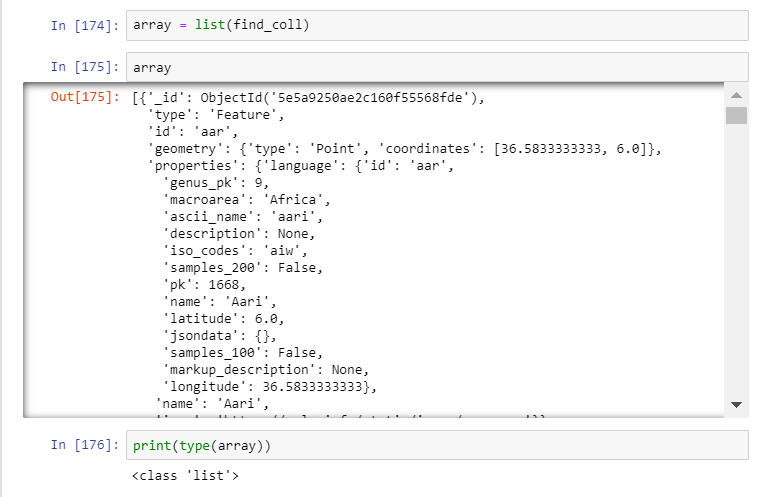 In [174]: array = list(find_coll)
In [175]: array
Out[175]: [{'_id': ObjectId('5e5a9250ae2c160f55568fde'),
'type': 'Feature',
'id': 'aar',
'geometry': {'type': 'Point', 'coordinates': [36.5833333333, 6.0]},
'properties': {'language': {'id': 'aar',
'genus_pk': 9,
'macroarea': 'Africa',
'ascii_name': 'aari',
'description': None,
'iso_codes': 'aiw',
'samples_200': False,
'pk': 1668,
'name': 'Aari',
'latitude': 6.0,
'jsondata': {},
'samples_100': False,
'markup_description': None,
'longitude': 36.5833333333},
'name': 'Aari',
In [176]: print(type(array))
<class 'list'>